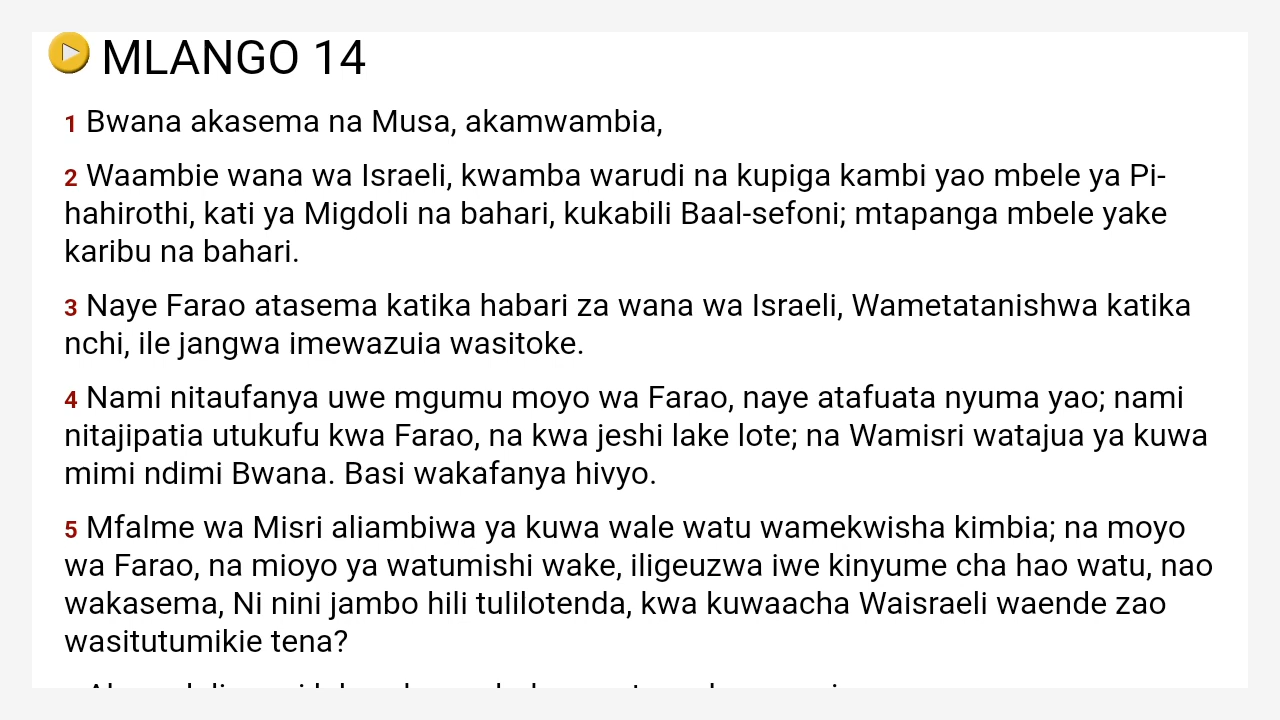 MLANGO 14
1 Bwana akasema na Musa, akamwambia,
2 Waambie wana wa Israeli, kwamba warudi na kupiga kambi yao mbele ya Pi-
hahirothi, kati ya Migdoli na bahari, kukabili Baal-sefoni; mtapanga mbele yake
karibu na bahari.
3 Naye Farao atasema katika habari za wana wa Israeli, Wametatanishwa katika
nchi, ile jangwa imewazuia wasitoke.
4 Nami nitaufanya uwe mgumu moyo wa Farao, naye atafuata nyuma yao; nami
nitajipatia utukufu kwa Farao, na kwa jeshi lake lote; na Wamisri watajua ya kuwa
mimi ndimi Bwana. Basi wakafanya hivyo.
5 Mfalme wa Misri aliambiwa ya kuwa wale watu wamekwisha kimbia; na moyo
wa Farao, na mioyo ya watumishi wake, iligeuzwa iwe kinyume cha hao watu, nao
wakasema, Ni nini jambo hili tulilotenda, kwa kuwaacha Waisraeli waende zao
wasitutumikie tena?